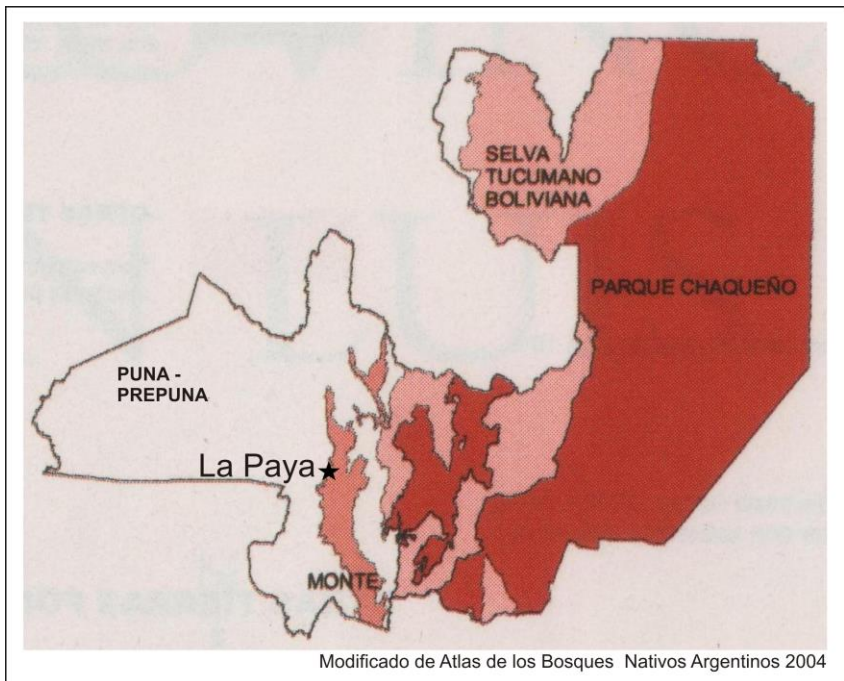 SELVA
TUCUMANO
BOLIVIANA
PARQUE CHAQUEÑO
PUNA -
PREPUNA
La Paya
MONTE
Modificado de Atlas de los Bosques Nativos Argentinos 2004